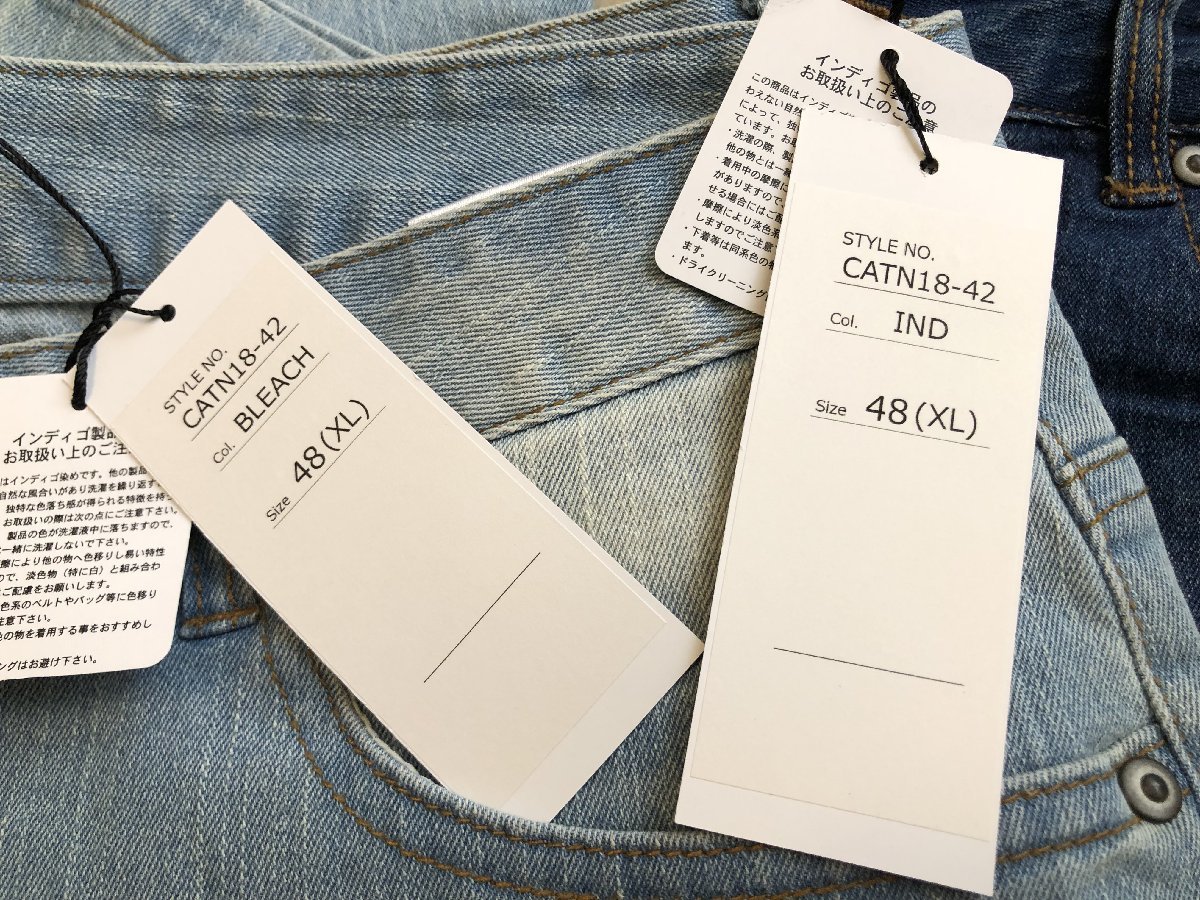 STYLE NO.
CATN18-42
Col. BLEACH
Size 48(XL)
STYLE NO.
CATN18-42
Col. IND
Size 48(XL)
インディゴ製品の
お取扱い上のご注意
この商品はインディゴ
わえない自然
によって、独
ています。お
・洗濯の際、製
他の物とは一
・着用中の摩擦に
がありますので
せる場合にはご
・摩擦により淡色系
しますのでご注意
・下着等は同系色の
ます。
・ドライクリーニング
インディゴ製品
お取扱い上のご注
はインディゴ染めです。他の製品
自然な風合いがあり洗濯を繰り返す
独特な色落ち感が得られる特徴を持
お取扱いの際は次の点にご注意下さい。
製品の色が洗濯液中に落ちますので、
一緒に洗濯しないで下さい。
擦により他の物へ色移りし易い特性
ので、淡色物（特に白）と組み合わ
ご配慮をお願いします。
色系のベルトやバッグ等に色移り
注意下さい。
色の物を着用する事をおすすめし
ングはお避け下さい。